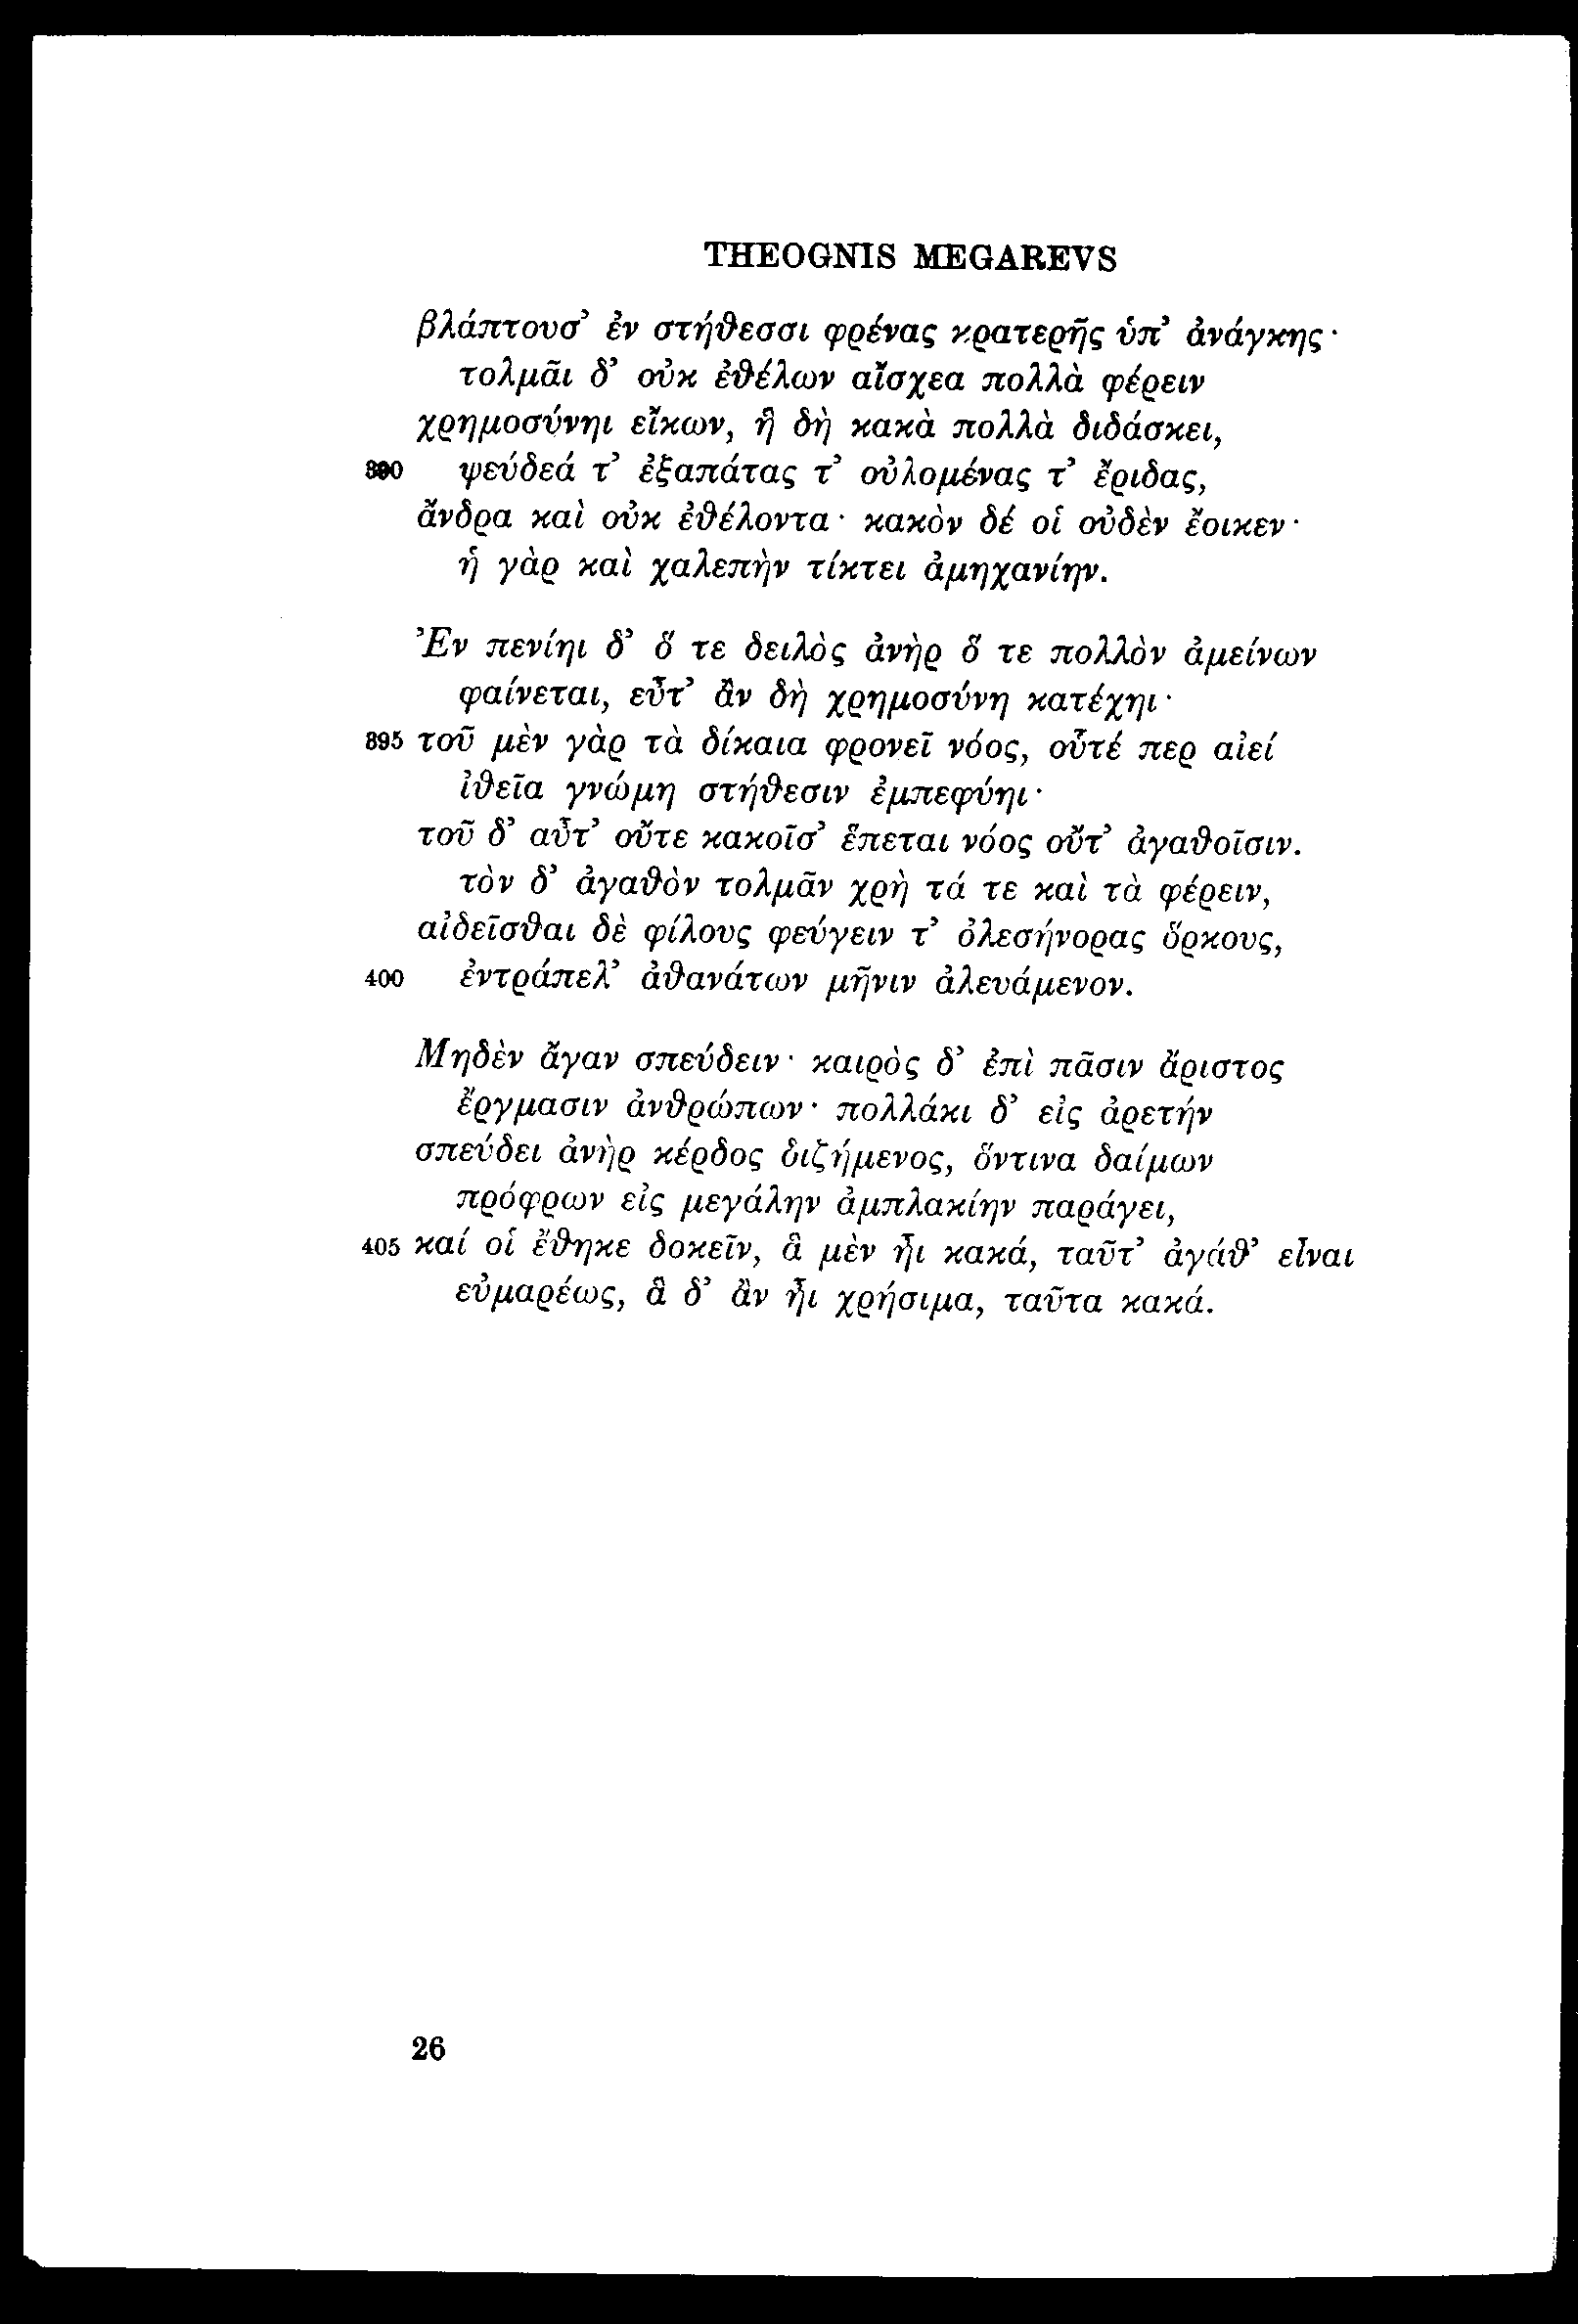 THEOGNIS MEGAREVS
βλάπτουσ’ ἐν στήθεσσι φρένας κρατερῆς ὑπ’ ἀνάγκης·
τολμᾶι δ’ οὐκ ἐθέλων αἴσχεα πολλὰ φέρειν
χρημοσύνηι εἴκων, ἣ δὴ κακὰ πολλὰ διδάσκει,
390 ψεύδεά τ’ ἐξαπάτας τ’ οὐλομένας τ’ ἔριδας,
ἄνδρα καὶ οὐκ ἐθέλοντα· κακὸν δέ οἱ οὐδὲν ἔοικεν·
ἡ γὰρ καὶ χαλεπὴν τίκτει ἀμηχανίην.
Ἐν πενίηι δ’ ὅ τε δειλὸς ἀνὴρ ὅ τε πολλὸν ἀμείνων
φαίνεται, εὖτ’ ἂν δὴ χρημοσύνη κατέχηι·
395 τοῦ μὲν γὰρ τὰ δίκαια φρονεῖ νόος, οὗτέ περ αἰεί
ἰθεῖα γνώμη στήθεσιν ἐμπεφύηι·
τοῦ δ’ αὖτ’ οὔτε κακοῖσ’ ἕπεται νόος οὔτ’ ἀγαθοῖσιν.
τὸν δ’ ἀγαθὸν τολμᾶν χρὴ τά τε καὶ τὰ φέρειν,
αἰδεῖσθαι δὲ φίλους φεύγειν τ’ ὀλεσήνορας ὅρκους,
400 ἐντράπελ’ ἀθανάτων μῆνιν ἀλευάμενον.
Μηδὲν ἄγαν σπεύδειν· καιρὸς δ’ ἐπὶ πᾶσιν ἄριστος
ἔργμασιν ἀνθρώπων· πολλάκι δ’ εἰς ἀρετήν
σπεύδει ἀνὴρ κέρδος διζήμενος, ὅντινα δαίμων
πρόφρων εἰς μεγάλην ἀμπλακίην παράγει,
405 καί οἱ ἔθηκε δοκεῖν, ἃ μὲν ἦι κακά, ταῦτ’ ἀγάθ’ εἶναι
εὐμαρέως, ἃ δ’ ἂν ἦι χρήσιμα, ταῦτα κακά.
26